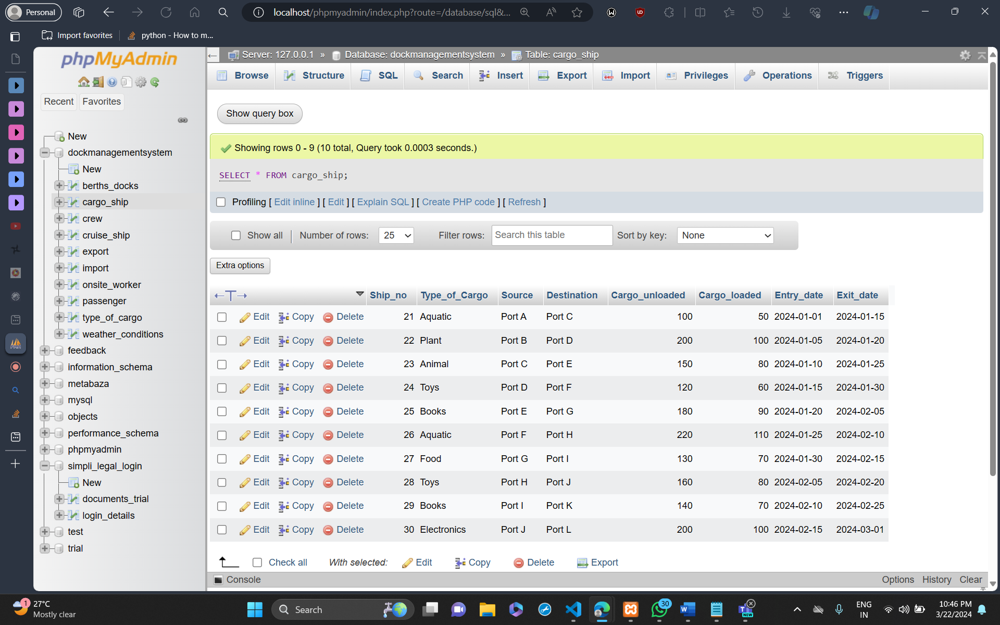 Personal
localhost/phpmyadmin/index.php?route=/database/sql&...
Import favorites
python - How to m...
phpMyAdmin
Recent Favorites
New
dockmanagementsystem
New
berths_docks
cargo_ship
crew
cruise_ship
export
import
onsite_worker
passenger
type_of_cargo
weather_conditions
feedback
information_schema
metabaza
mysql
objects
performance_schema
phpmyadmin
simpli_legal_login
New
documents_trial
login_details
test
trial
Server: 127.0.0.1 » Database: dockmanagementsystem » Table: cargo_ship
Browse Structure SQL Search Insert Export Import Privileges Operations Triggers
Show query box
Showing rows 0 - 9 (10 total, Query took 0.0003 seconds.)
SELECT * FROM cargo_ship;
Profiling [ Edit inline ] [ Edit ] [ Explain SQL ] [ Create PHP code ] [ Refresh ]
Show all Number of rows: 25 Filter rows: Search this table Sort by key: None
Extra options
←T→ Ship_no Type_of_Cargo Source Destination Cargo_unloaded Cargo_loaded Entry_date Exit_date
Edit Copy Delete 21 Aquatic Port A Port C 100 50 2024-01-01 2024-01-15
Edit Copy Delete 22 Plant Port B Port D 200 100 2024-01-05 2024-01-20
Edit Copy Delete 23 Animal Port C Port E 150 80 2024-01-10 2024-01-25
Edit Copy Delete 24 Toys Port D Port F 120 60 2024-01-15 2024-01-30
Edit Copy Delete 25 Books Port E Port G 180 90 2024-01-20 2024-02-05
Edit Copy Delete 26 Aquatic Port F Port H 220 110 2024-01-25 2024-02-10
Edit Copy Delete 27 Food Port G Port I 130 70 2024-01-30 2024-02-15
Edit Copy Delete 28 Toys Port H Port J 160 80 2024-02-05 2024-02-20
Edit Copy Delete 29 Books Port I Port K 140 70 2024-02-10 2024-02-25
Edit Copy Delete 30 Electronics Port J Port L 200 100 2024-02-15 2024-03-01
Check all With selected: Edit Copy Delete Export
Console Options History Clear
1
27°C
Mostly clear
Search
30
NEW
ENG
IN
10:46 PM
3/22/2024